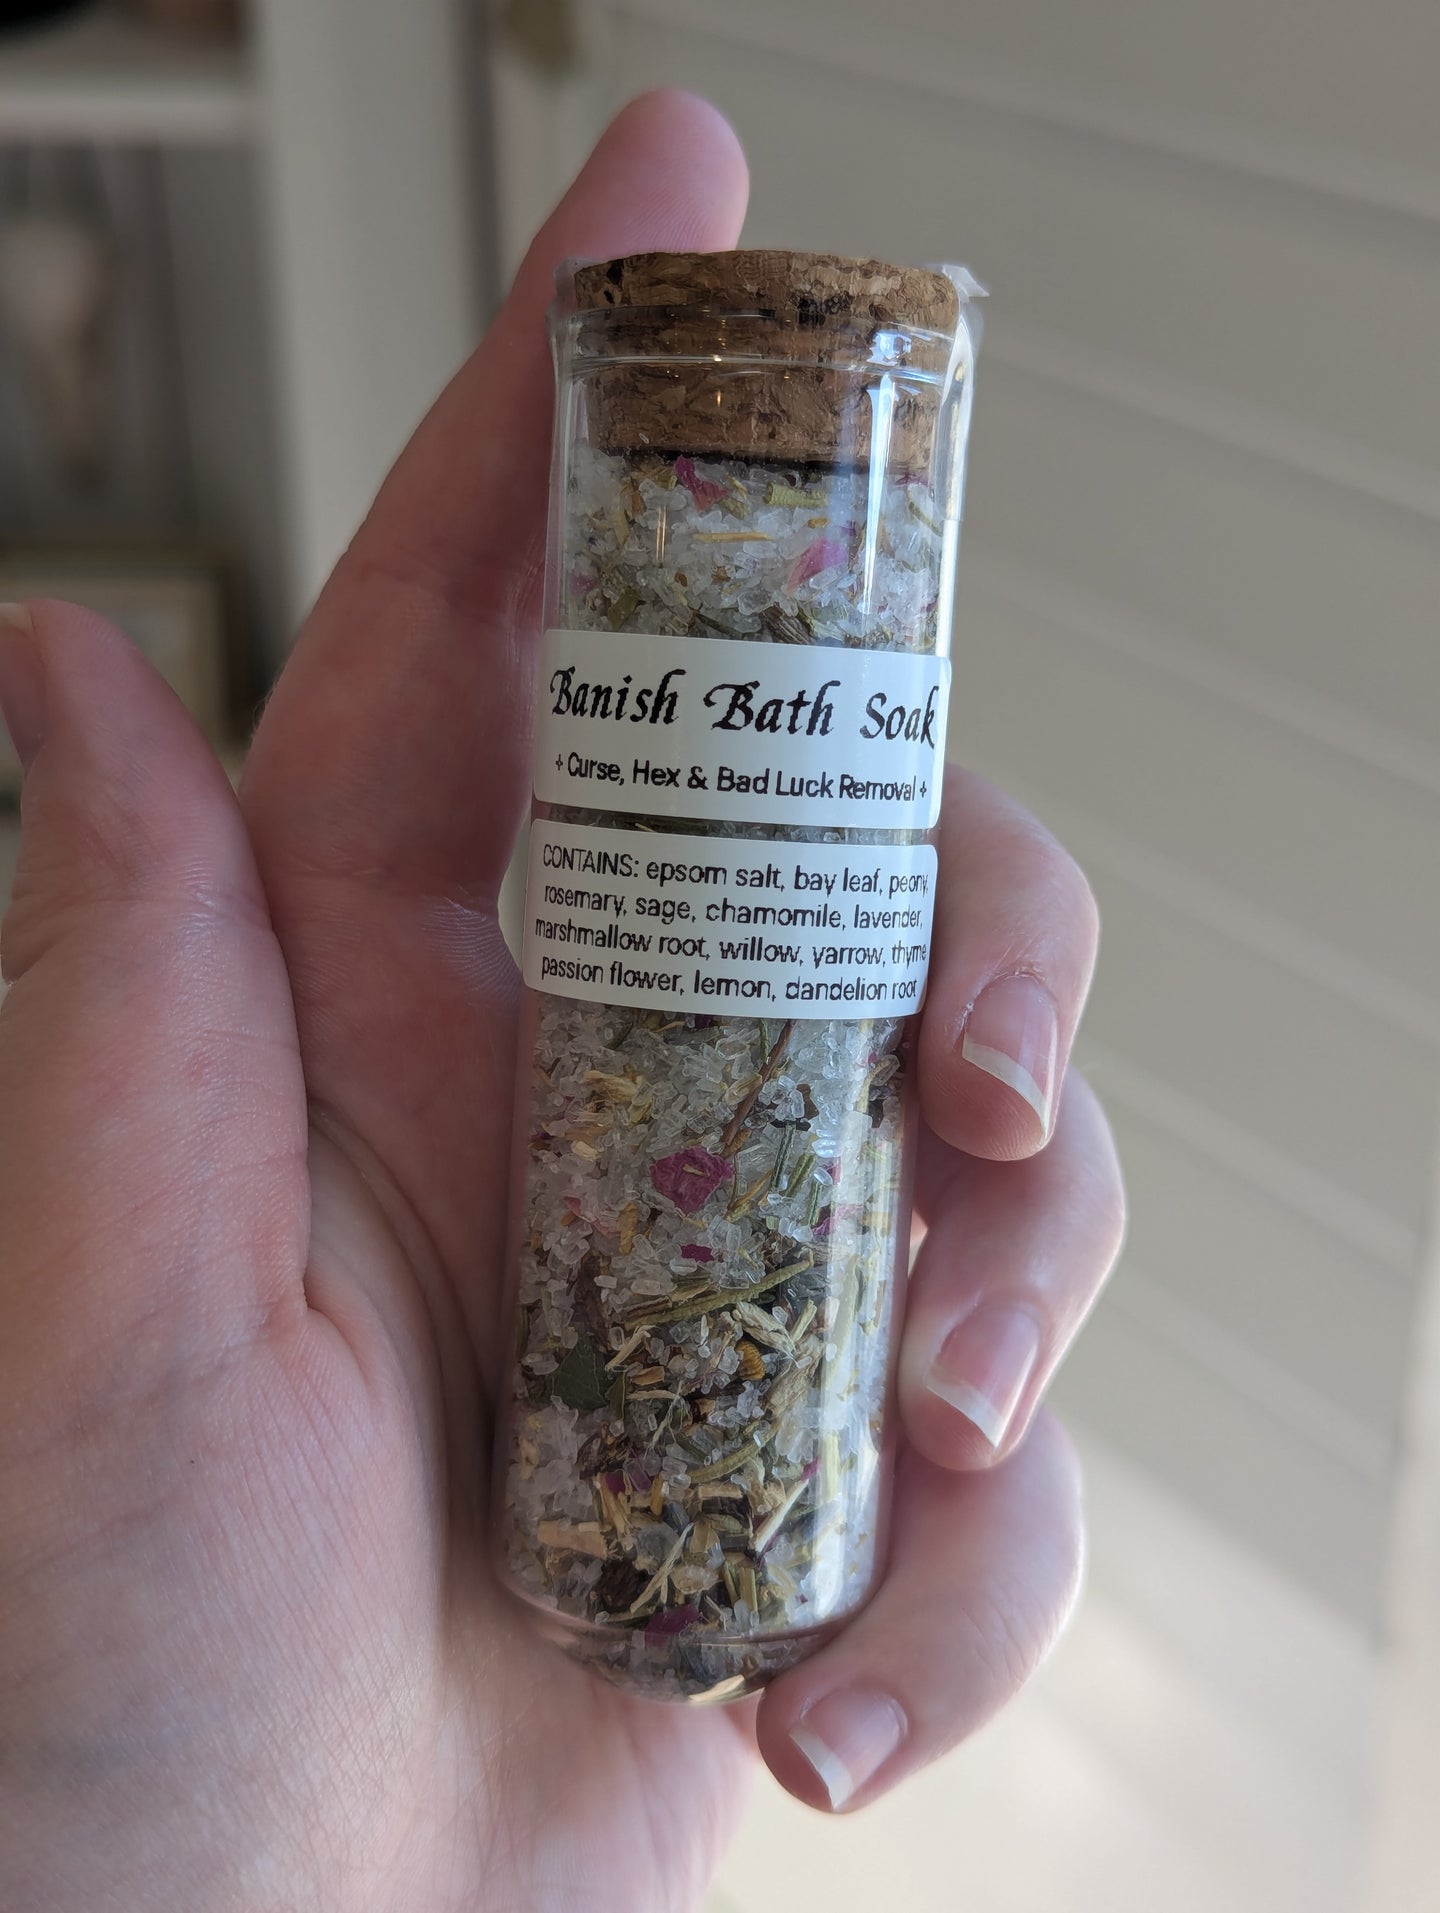 Banish Bath Soak
+ Curse, Hex & Bad Luck Removal +
CONTAINS: epsom salt, bay leaf, peony,
rosemary, sage, chamomile, lavender,
marshmallow root, willow, yarrow, thyme
passion flower, lemon, dandelion root